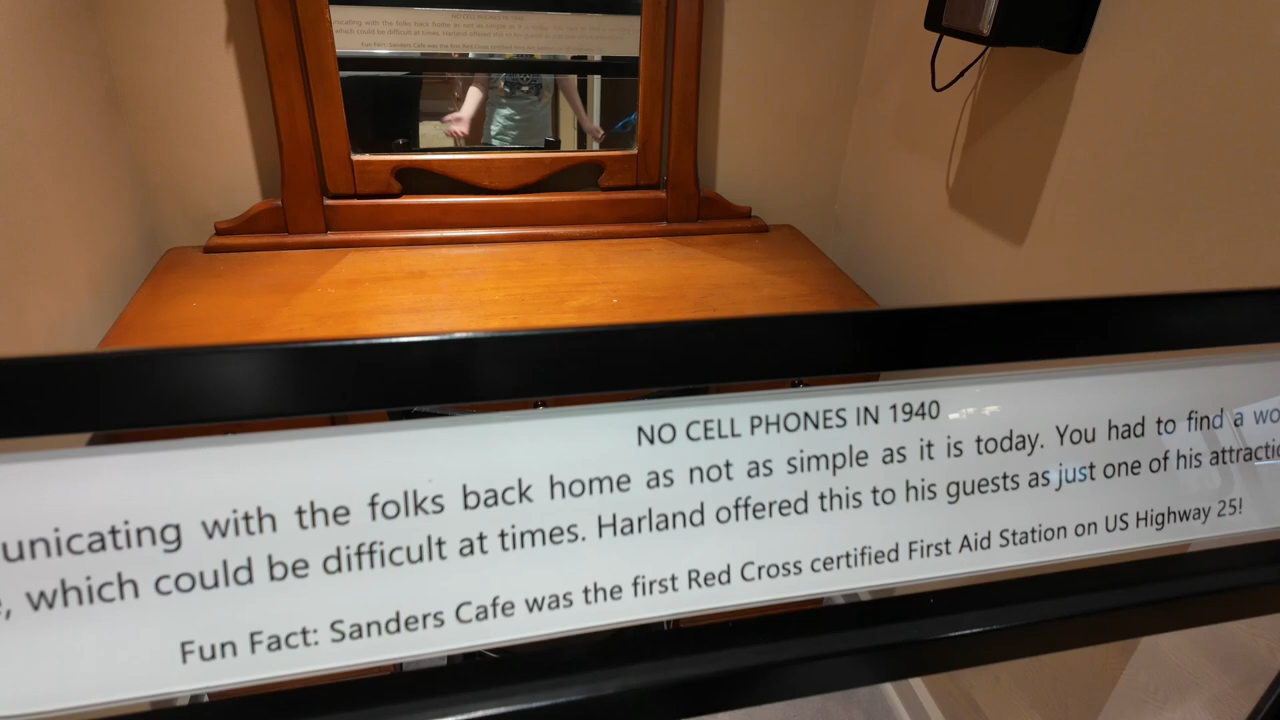 NO CELL PHONES IN 1940
unicating with the folks back home as not as simple as it is today. You had to find a wo
, which could be difficult at times. Harland offered this to his guests as just one of his attracti
Fun Fact: Sanders Cafe was the first Red Cross certified First Aid Station on US Highway 25!